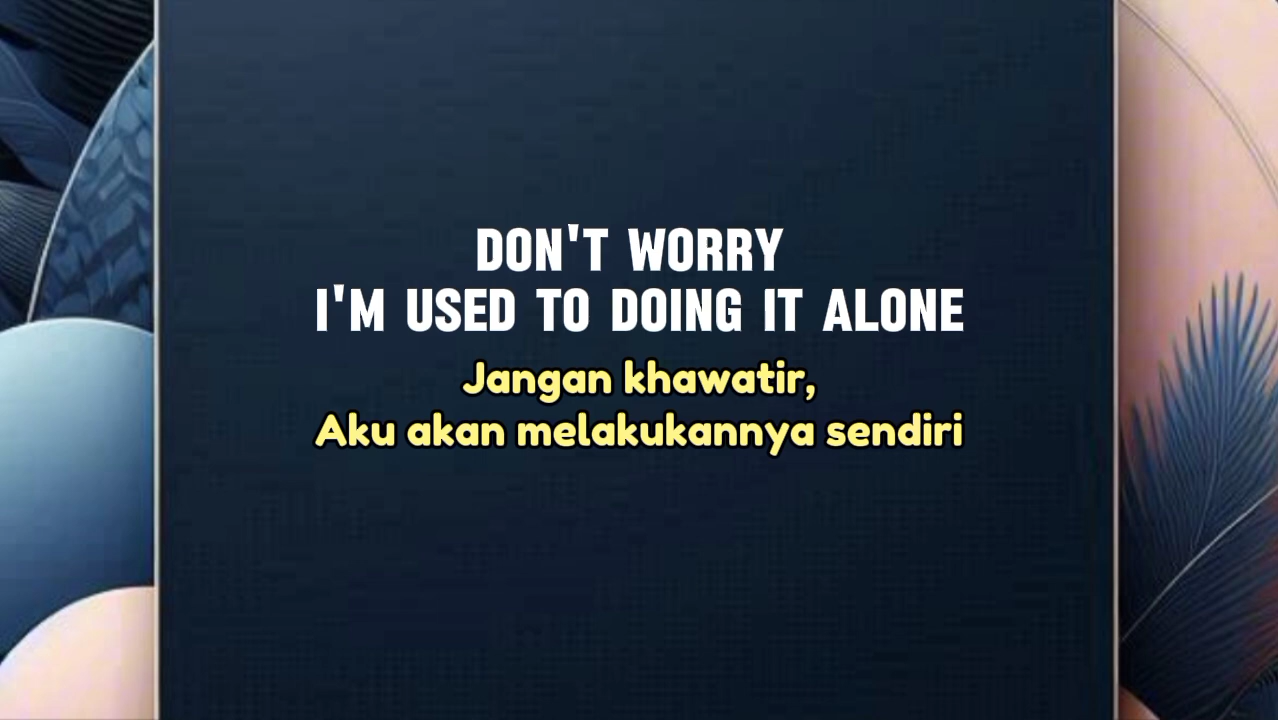 DON'T WORRY
I'M USED TO DOING IT ALONE
Jangan khawatir,
Aku akan melakukannya sendiri